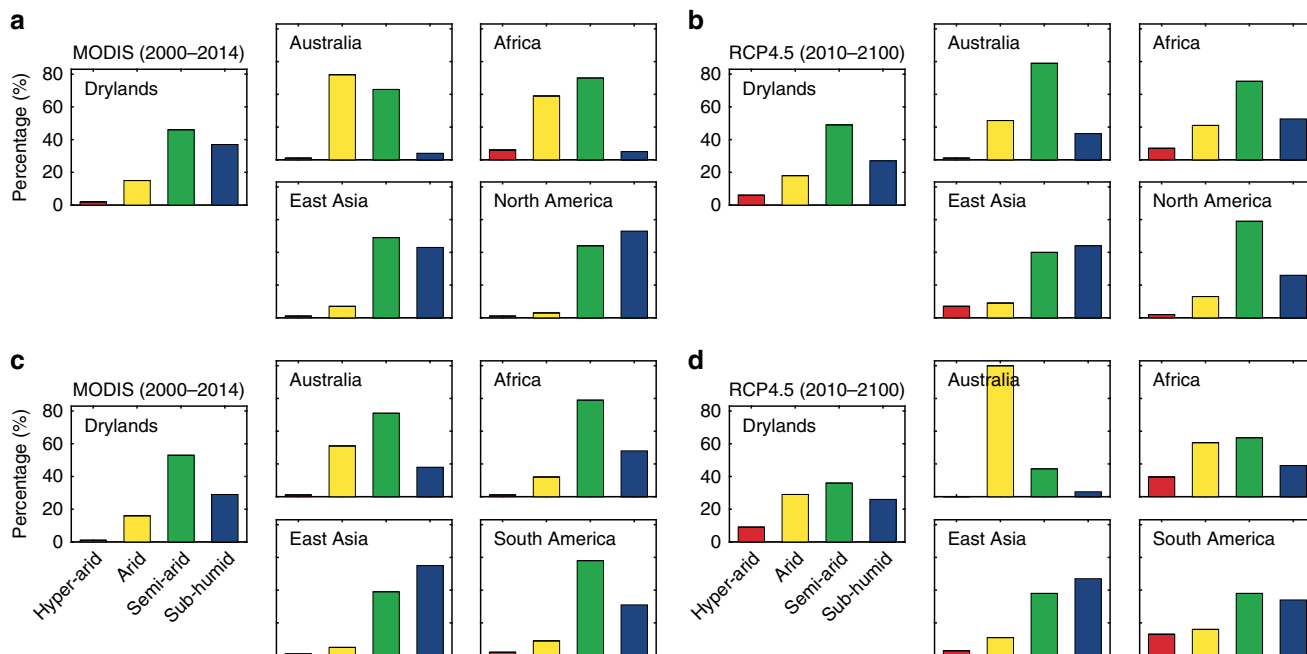 a
MODIS (2000–2014)
Percentage (%)
80
60
40
20
0
Drylands
Australia
Africa
East Asia
North America
b
RCP4.5 (2010–2100)
80
60
40
20
0
Drylands
Australia
Africa
East Asia
North America
c
MODIS (2000–2014)
Percentage (%)
80
60
40
20
0
Drylands
Hyper-arid
Arid
Semi-arid
Sub-humid
Australia
Africa
East Asia
South America
d
RCP4.5 (2010–2100)
80
60
40
20
0
Drylands
Hyper-arid
Arid
Semi-arid
Sub-humid
Australia
Africa
East Asia
South America